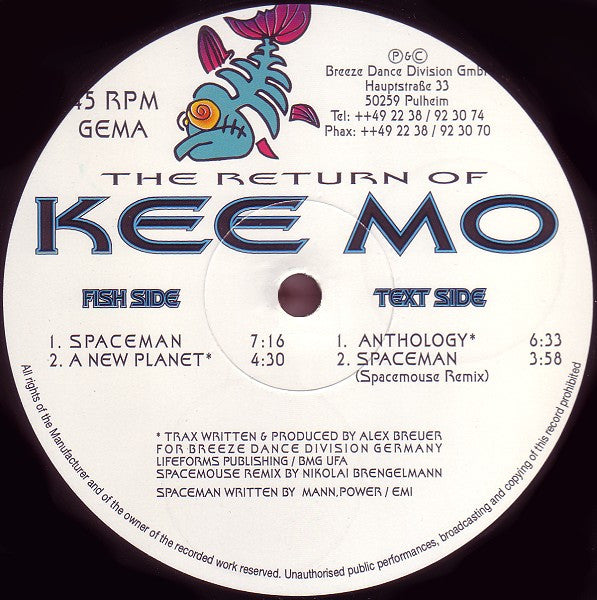 45 RPM
GEMA
Ⓟ&©
Breeze Dance Division GmbH
Hauptstraße 33
50259 Pulheim
Tel: ++49 22 38 / 92 30 74
Phax: ++49 22 38 / 92 30 70
THE RETURN OF
KEE MO
FISH SIDE
1. SPACEMAN 7:16
2. A NEW PLANET* 4:30
TEXT SIDE
1. ANTHOLOGY* 6:33
2. SPACEMAN 3:58
(Spacemouse Remix)
* TRAX WRITTEN & PRODUCED BY ALEX BREUER
FOR BREEZE DANCE DIVISION GERMANY
LIFEFORMS PUBLISHING / BMG UFA
SPACEMOUSE REMIX BY NIKOLAI BRENGELMANN
SPACEMAN WRITTEN BY MANN,POWER / EMI
All rights of the Manufacturer and of the owner of the recorded work reserved. Unauthorised public performances, broadcasting and copying of this record prohibited